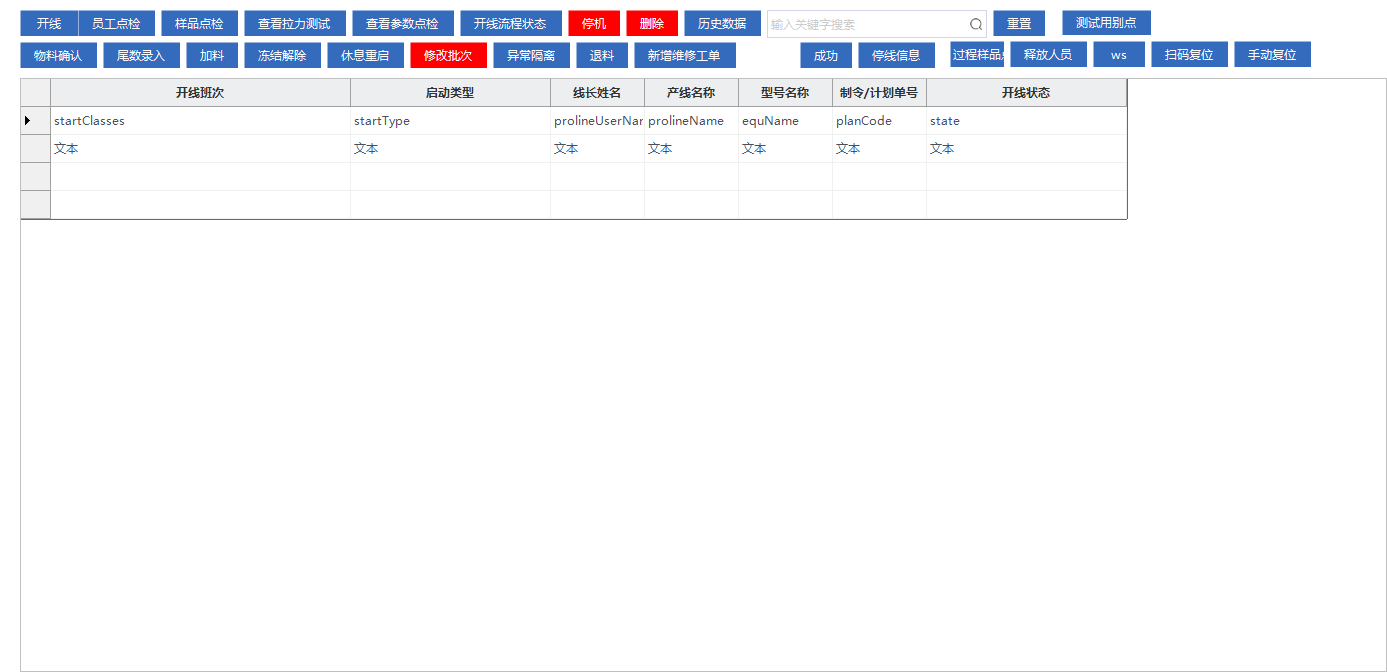 开线 员工点检 样品点检 查看拉力测试 查看参数点检 开线流程状态 停机 删除 历史数据 输入关键字搜索 重置 测试用别点
物料确认 尾数录入 加料 冻结解除 休息重启 修改批次 异常隔离 退料 新增维修工单 成功 停线信息 过程样品 释放人员 ws 扫码复位 手动复位
开线班次 启动类型 线长姓名 产线名称 型号名称 制令/计划单号 开线状态
startClasses startType prolineUserNar prolineName equName planCode state
文本 文本 文本 文本 文本 文本 文本